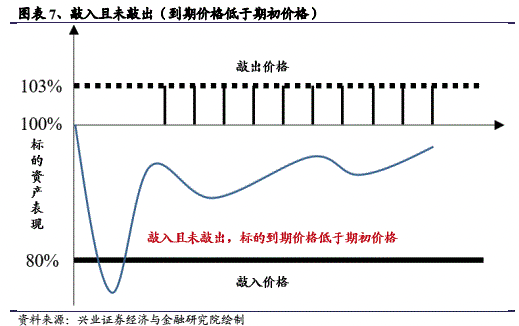 图表 7、敲入且未敲出（到期价格低于期初价格）
敲出价格
103%
100%
标的资产表现
敲入且未敲出，标的到期价格低于期初价格
80%
敲入价格
资料来源：兴业证券经济与金融研究院绘制